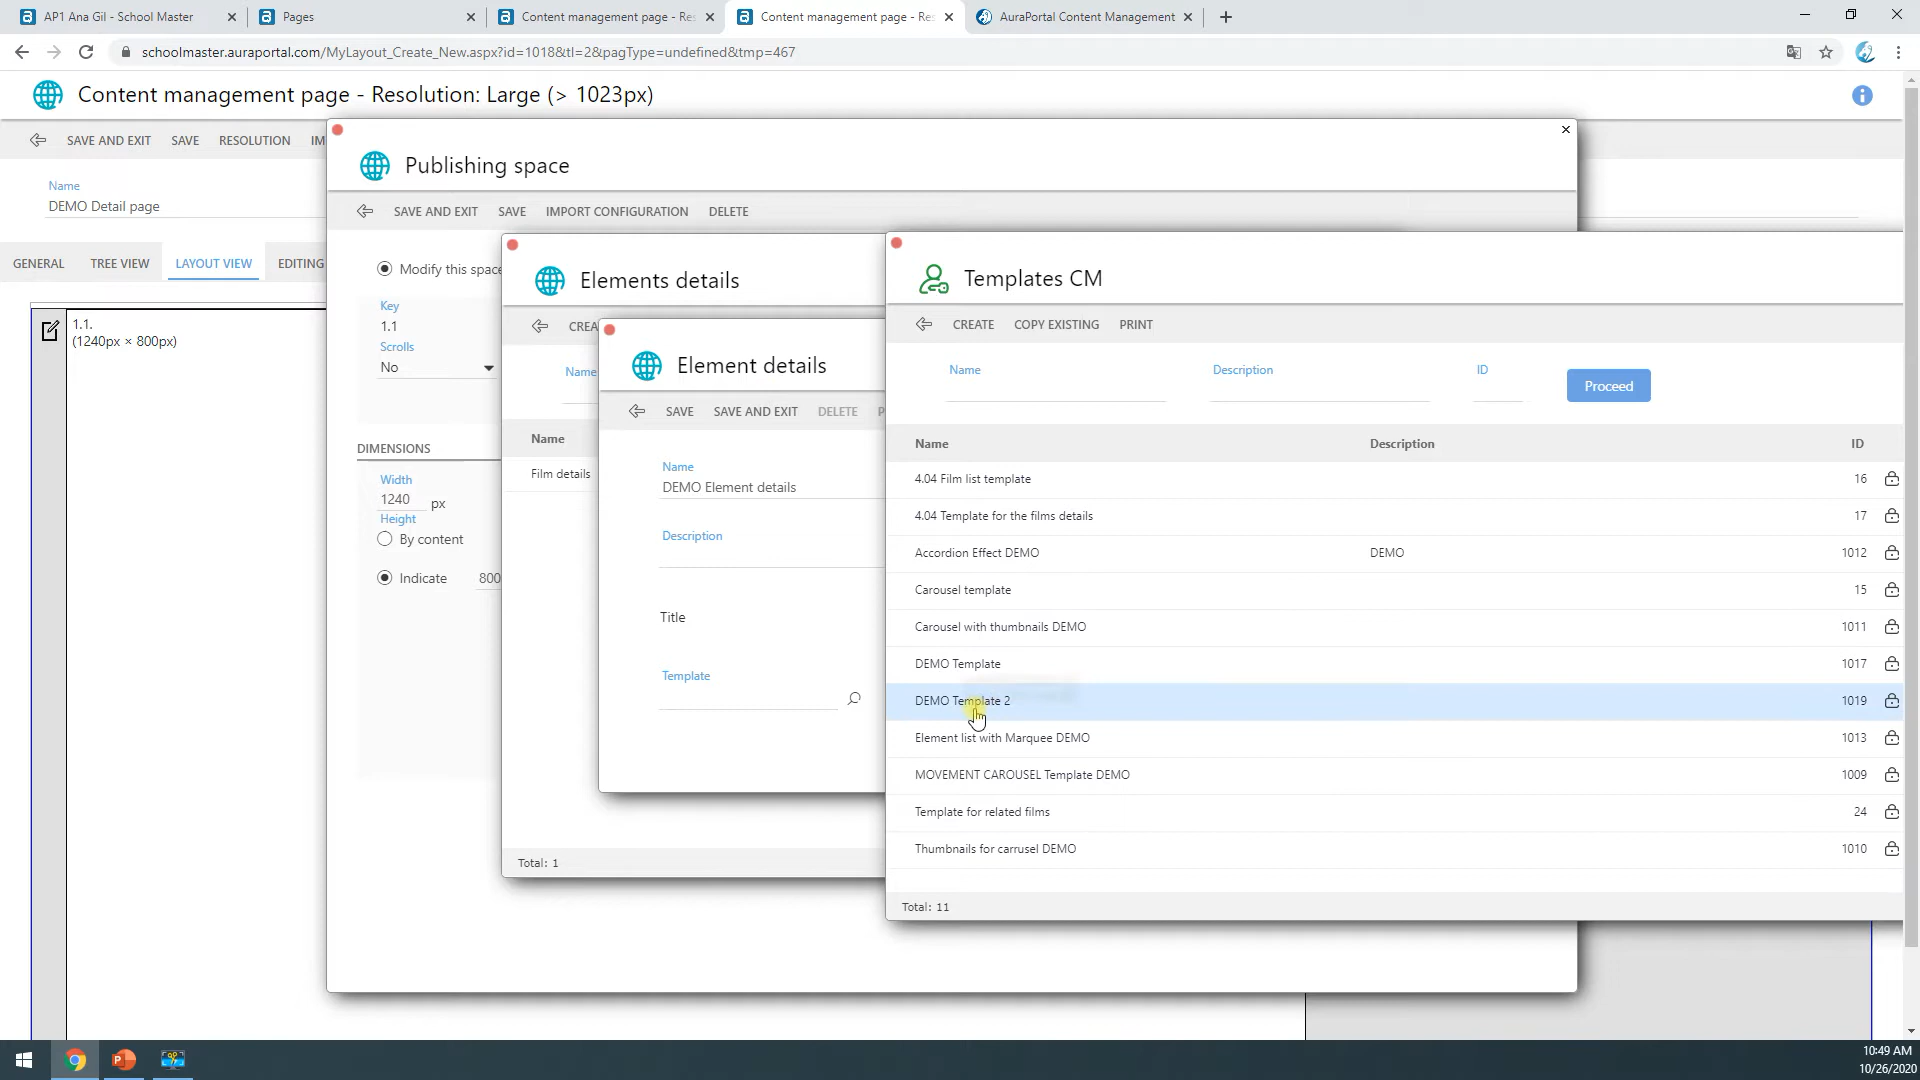 AP1 Ana Gil - School Master
Pages
Content management page - Res
Content management page - Res
AuraPortal Content Management
schoolmaster.auraportal.com/MyLayout_Create_New.aspx?id=1018&tl=2&pagType=undefined&tmp=467
Content management page - Resolution: Large (> 1023px)
SAVE AND EXIT SAVE RESOLUTION IM
Name
DEMO Detail page
GENERAL TREE VIEW LAYOUT VIEW EDITING
1.1.
(1240px × 800px)
Publishing space
SAVE AND EXIT SAVE IMPORT CONFIGURATION DELETE
Modify this space
Key
1.1
Scrolls
No
DIMENSIONS
Width
1240 px
Height
By content
Indicate 800
Elements details
CREA
Name
Name
Film details
Total: 1
Element details
SAVE SAVE AND EXIT DELETE P
Name
DEMO Element details
Description
Title
Template
Templates CM
CREATE COPY EXISTING PRINT
Name Description ID Proceed
Name Description ID
4.04 Film list template 16
4.04 Template for the films details 17
Accordion Effect DEMO DEMO 1012
Carousel template 15
Carousel with thumbnails DEMO 1011
DEMO Template 1017
DEMO Template 2 1019
Element list with Marquee DEMO 1013
MOVEMENT CAROUSEL Template DEMO 1009
Template for related films 24
Thumbnails for carrusel DEMO 1010
Total: 11
10:49 AM
10/26/2020